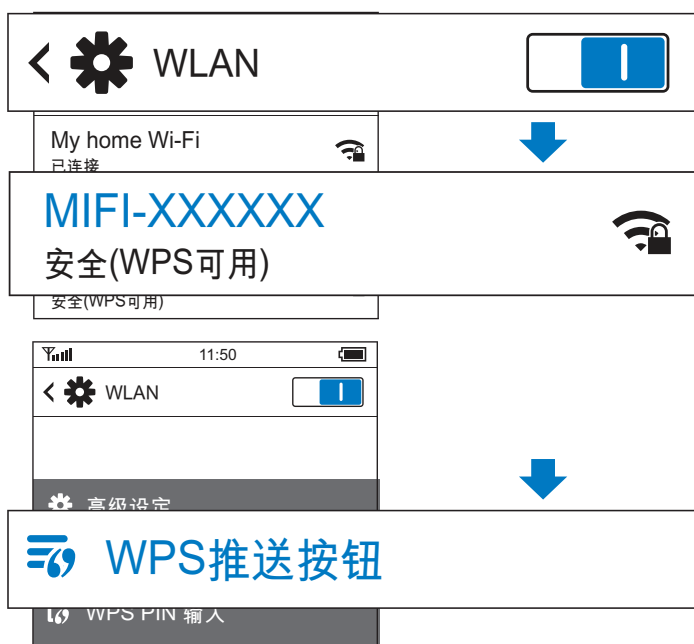 WLAN
My home Wi-Fi
已连接
MIFI-XXXXXX
安全(WPS可用)
安全(WPS可用)
11:50
WLAN
高级设定
WPS推送按钮
WPS PIN 输入